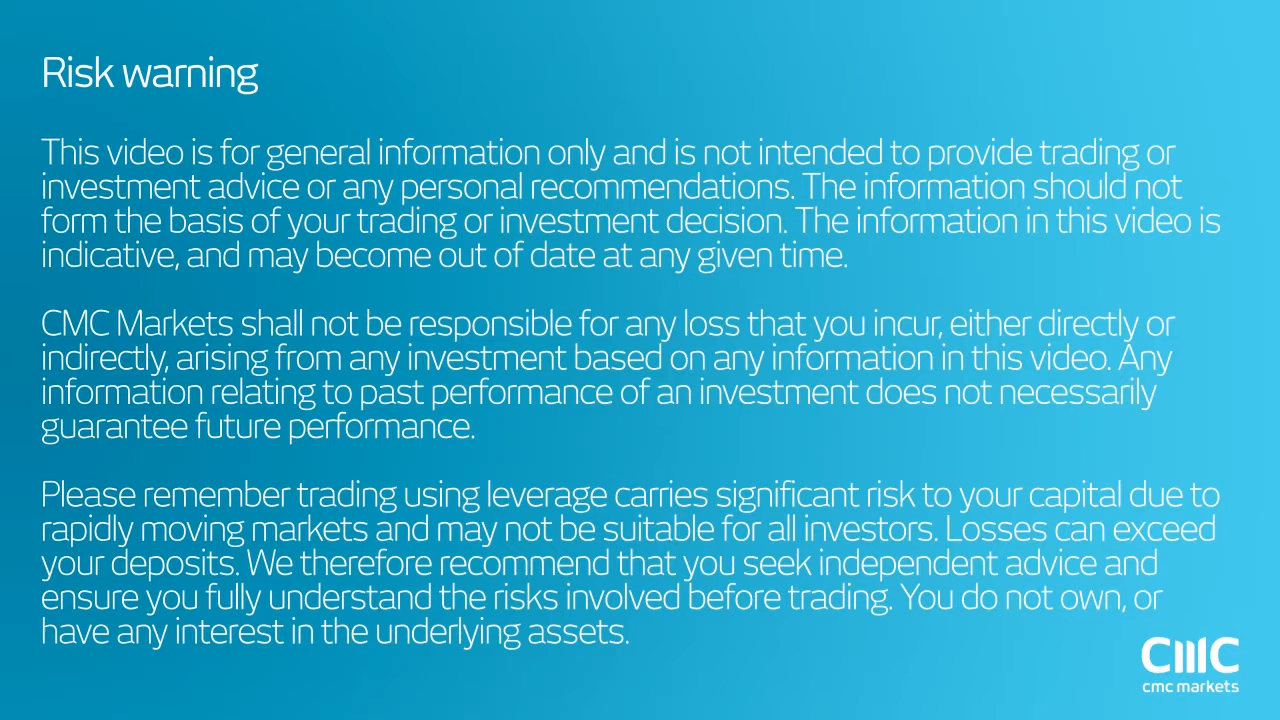 Risk warning
This video is for general information only and is not intended to provide trading or
investment advice or any personal recommendations. The information should not
form the basis of your trading or investment decision. The information in this video is
indicative, and may become out of date at any given time.
CMC Markets shall not be responsible for any loss that you incur, either directly or
indirectly, arising from any investment based on any information in this video. Any
information relating to past performance of an investment does not necessarily
guarantee future performance.
Please remember trading using leverage carries significant risk to your capital due to
rapidly moving markets and may not be suitable for all investors. Losses can exceed
your deposits. We therefore recommend that you seek independent advice and
ensure you fully understand the risks involved before trading. You do not own, or
have any interest in the underlying assets.
CMC
cmc markets